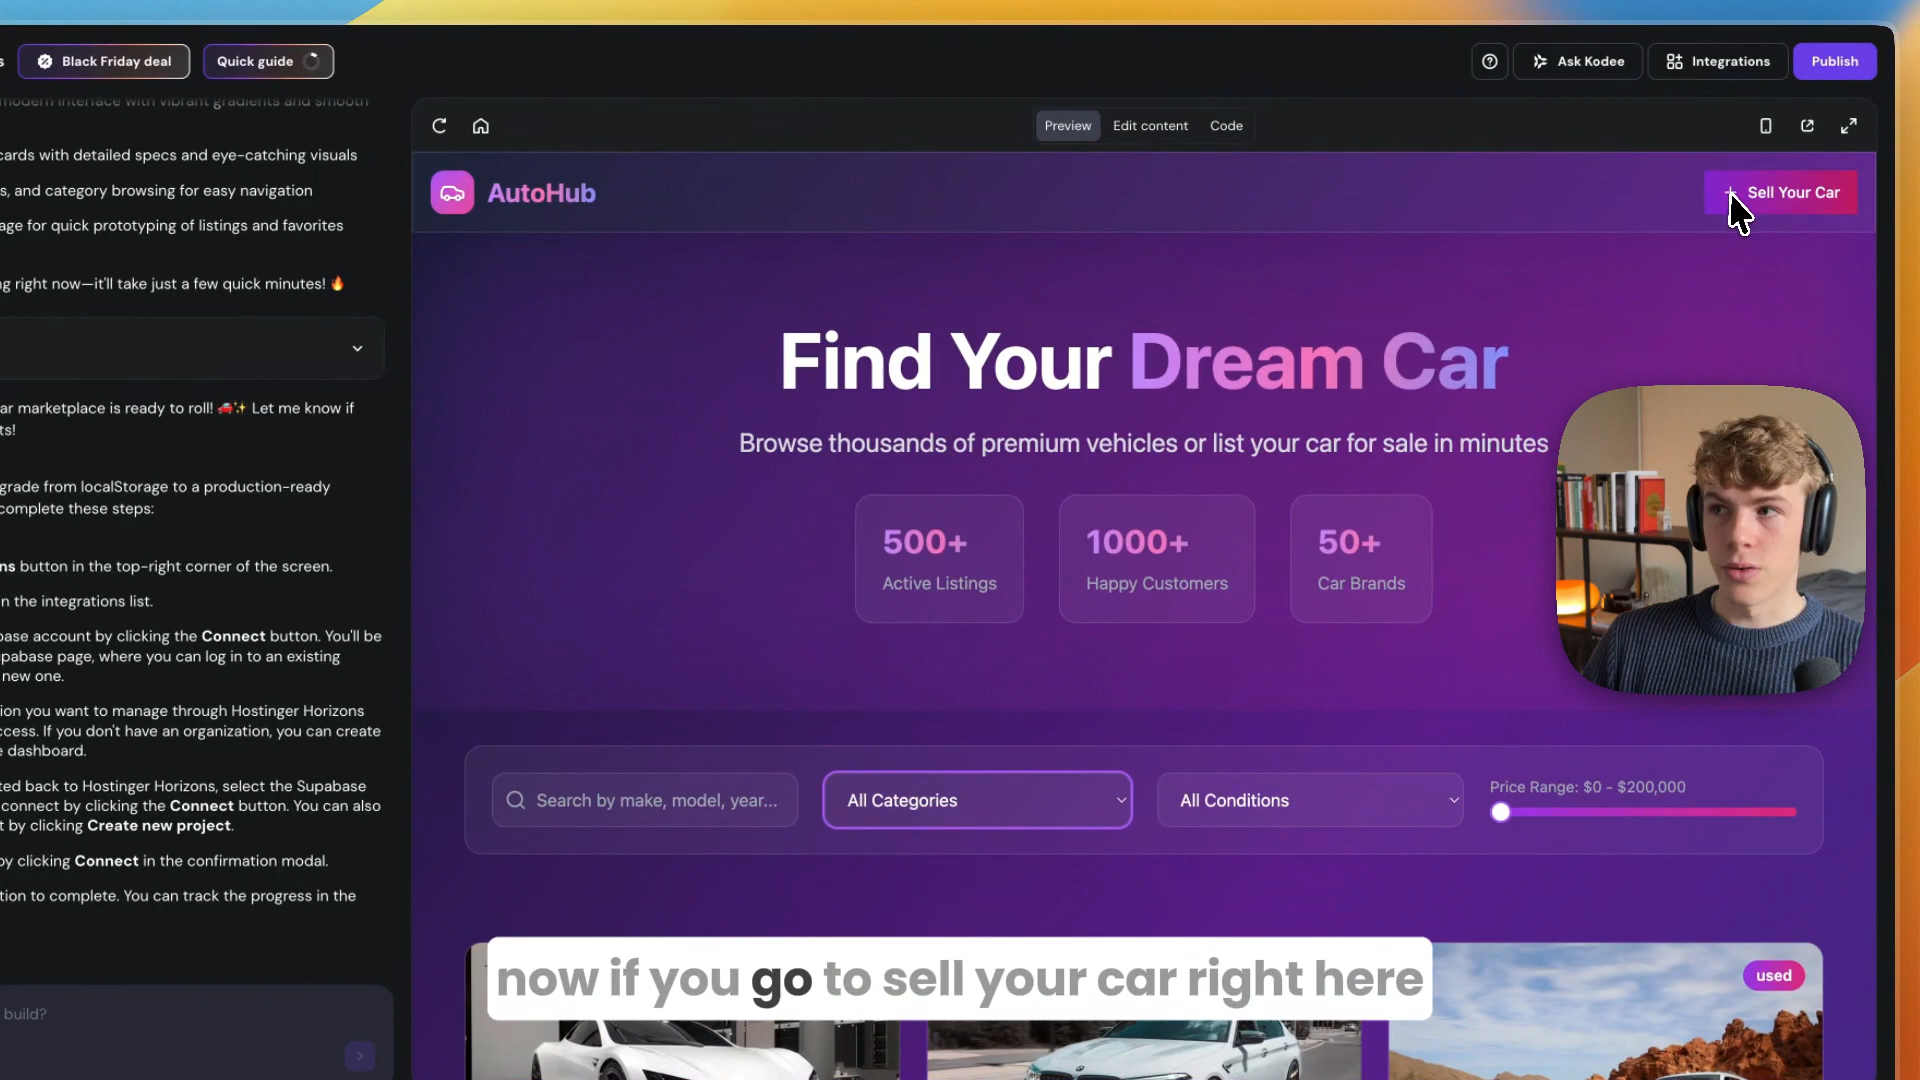 s
Black Friday deal
Quick guide
Ask Kodee
Integrations
Publish
modern interface with vibrant gradients and smooth
cards with detailed specs and eye-catching visuals
s, and category browsing for easy navigation
age for quick prototyping of listings and favorites
ng right now—it'll take just a few quick minutes! 🔥
ar marketplace is ready to roll! 🚗✨ Let me know if
ts!
grade from localStorage to a production-ready
complete these steps:
ns button in the top-right corner of the screen.
n the integrations list.
base account by clicking the Connect button. You'll be
upabase page, where you can log in to an existing
new one.
tion you want to manage through Hostinger Horizons
ccess. If you don't have an organization, you can create
e dashboard.
ted back to Hostinger Horizons, select the Supabase
connect by clicking the Connect button. You can also
t by clicking Create new project.
by clicking Connect in the confirmation modal.
tion to complete. You can track the progress in the
build?
Preview
Edit content
Code
AutoHub
+ Sell Your Car
Find Your Dream Car
Browse thousands of premium vehicles or list your car for sale in minutes
500+
Active Listings
1000+
Happy Customers
50+
Car Brands
Search by make, model, year...
All Categories
All Conditions
Price Range: $0 - $200,000
used
now if you go to sell your car right here